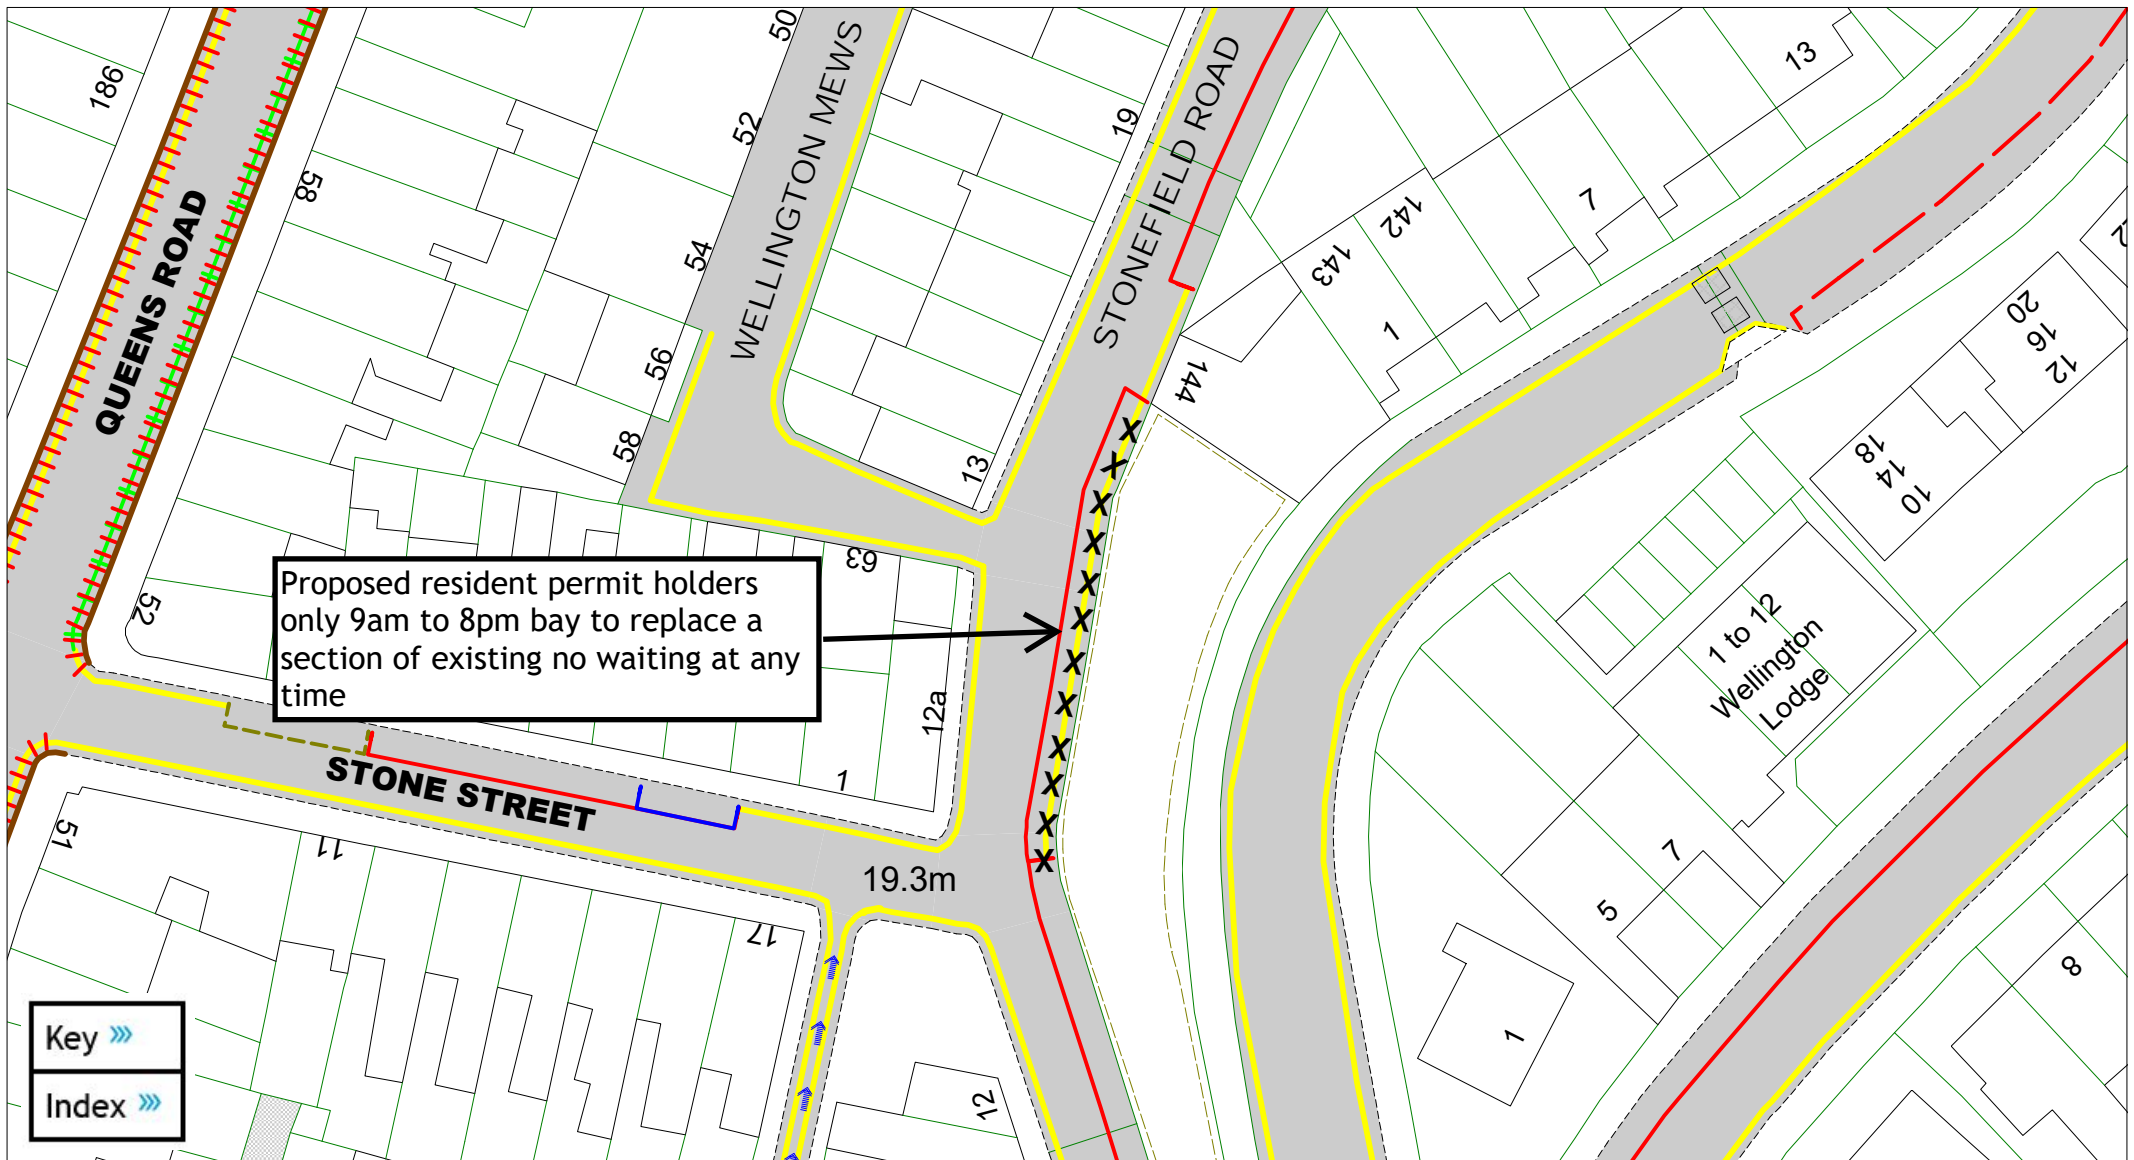 186
QUEENS ROAD
58
50
52
54
56
58
WELLINGTON MEWS
19
13
STONEFIELD ROAD
13
7
142
143
1
144
20
16
12
18
14
10
52
63
Proposed resident permit holders
only 9am to 8pm bay to replace a
section of existing no waiting at any
time
X
X
X
X
X
X
X
X
X
X
X
X
12a
1
STONE STREET
51
11
17
19.3m
1 to 12
Wellington
Lodge
7
5
1
8
12
Key »»
Index »»